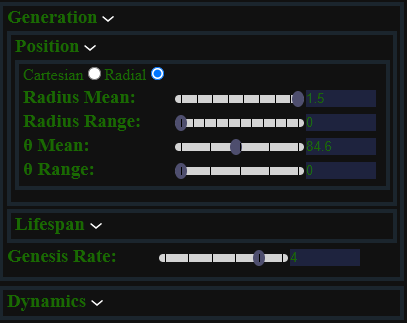 Generation
Position
Cartesian Radial
Radius Mean: 1.5
Radius Range: 0
θ Mean: 84.6
θ Range: 0
Lifespan
Genesis Rate: 4
Dynamics